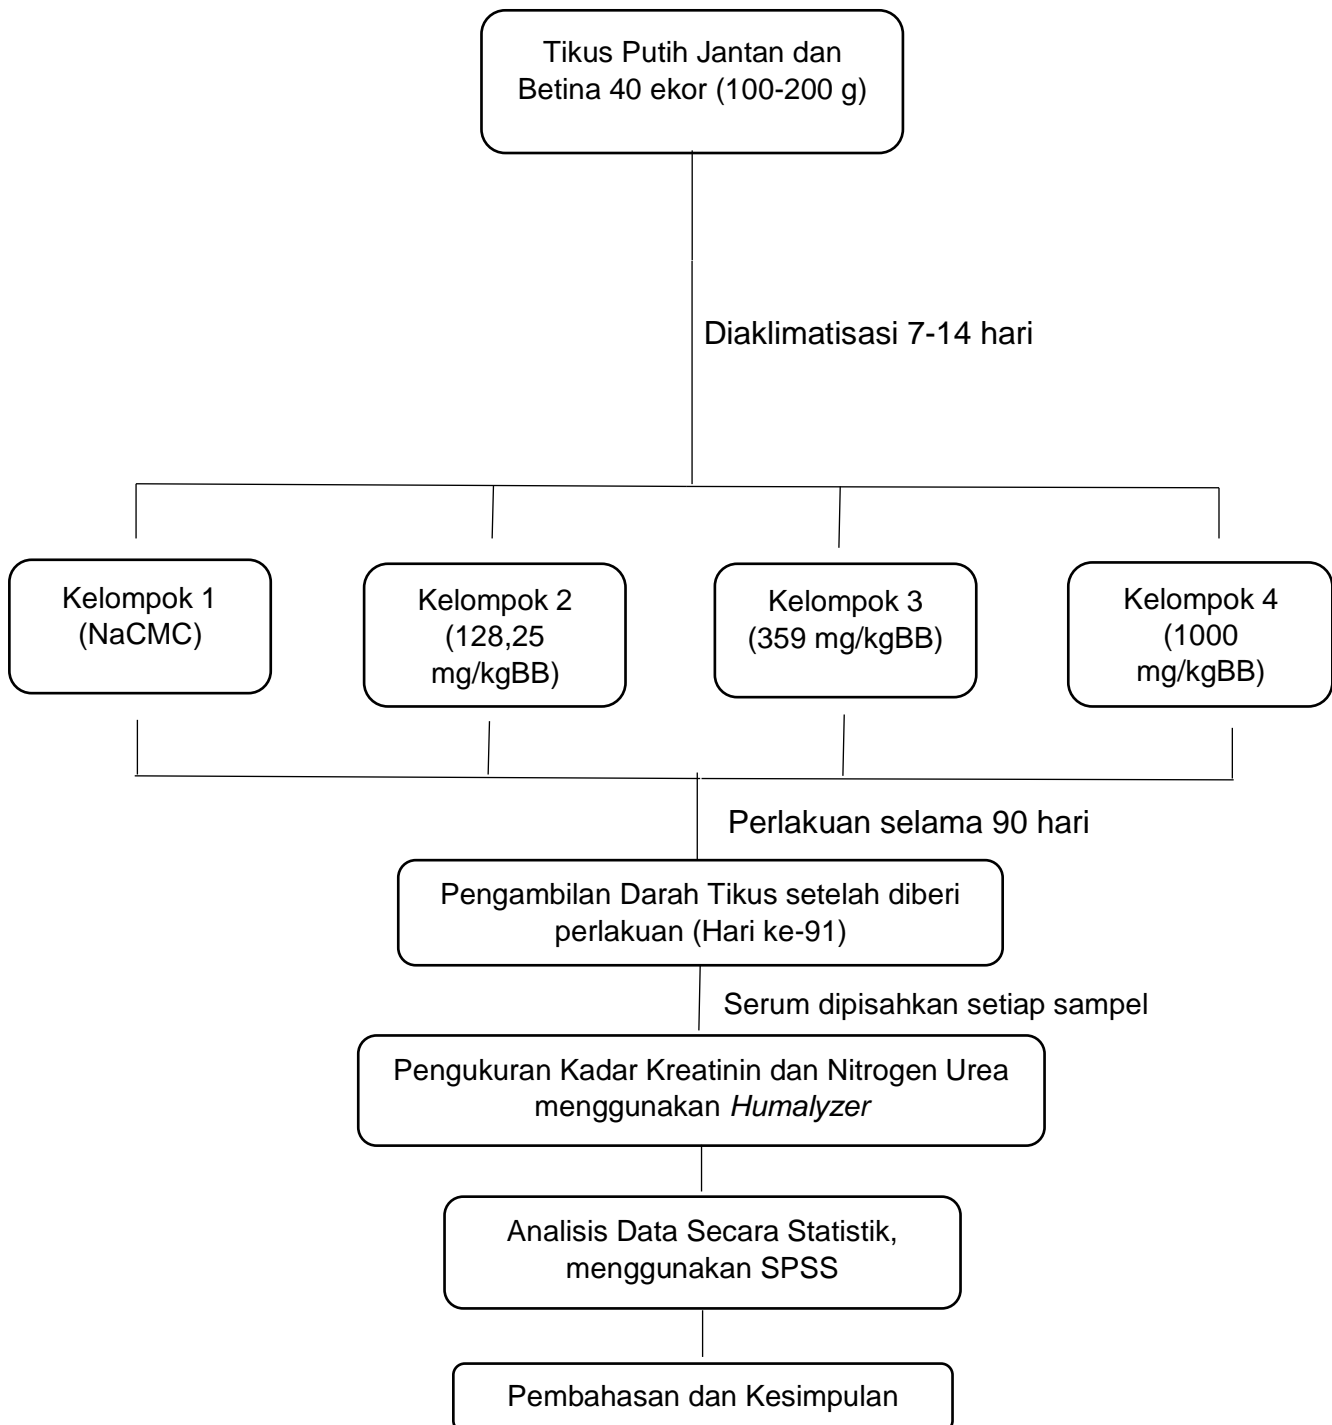 Tikus Putih Jantan dan
Betina 40 ekor (100-200 g)
Diaklimatisasi 7-14 hari
Kelompok 1
(NaCMC)
Kelompok 2
(128,25
mg/kgBB)
Kelompok 3
(359 mg/kgBB)
Kelompok 4
(1000
mg/kgBB)
Perlakuan selama 90 hari
Pengambilan Darah Tikus setelah diberi
perlakuan (Hari ke-91)
Serum dipisahkan setiap sampel
Pengukuran Kadar Kreatinin dan Nitrogen Urea
menggunakan Humalyzer
Analisis Data Secara Statistik,
menggunakan SPSS
Pembahasan dan Kesimpulan